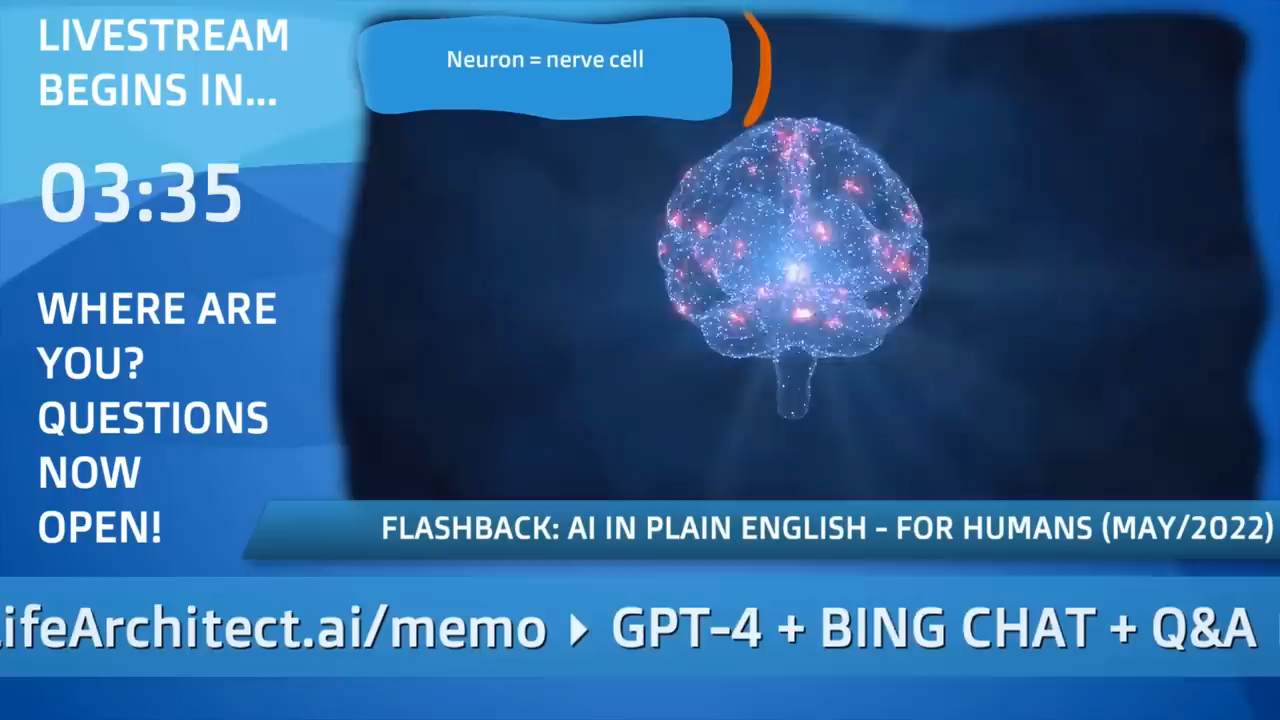 LIVESTREAM
BEGINS IN...
03:35
WHERE ARE
YOU?
QUESTIONS
NOW
OPEN!
Neuron = nerve cell
FLASHBACK: AI IN PLAIN ENGLISH – FOR HUMANS (MAY/2022)
ifeArchitect.ai/memo ▸ GPT-4 + BING CHAT + Q&A